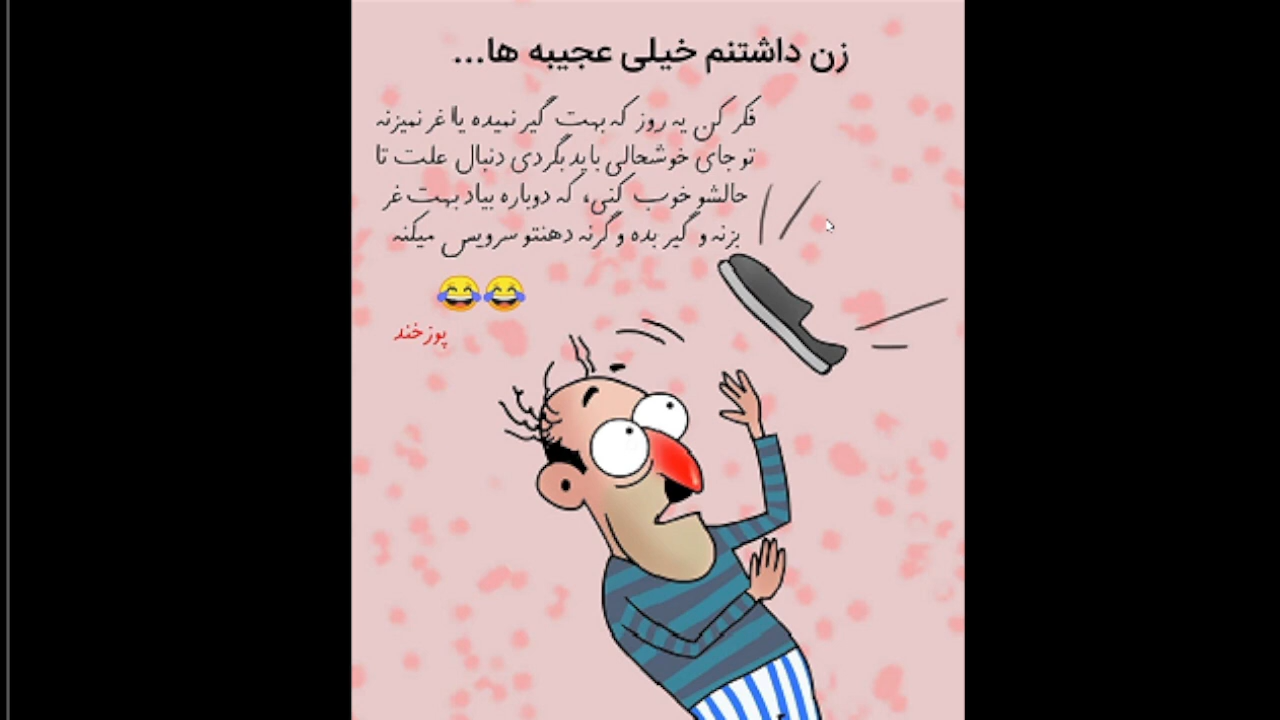 زن داشتنم خیلی عجیبه ها...
فکر کن یه روز که بهت گیر نمیده یاا غر نمیزنه
تو جای خوشحالی باید بگردی دنبال علت تا
حالشو خوب کنی، که دوباره بیاد بهت غر
بزنه و گیر بده وگرنه دهنتو سرویس میکنه
😂😂
پوزخند